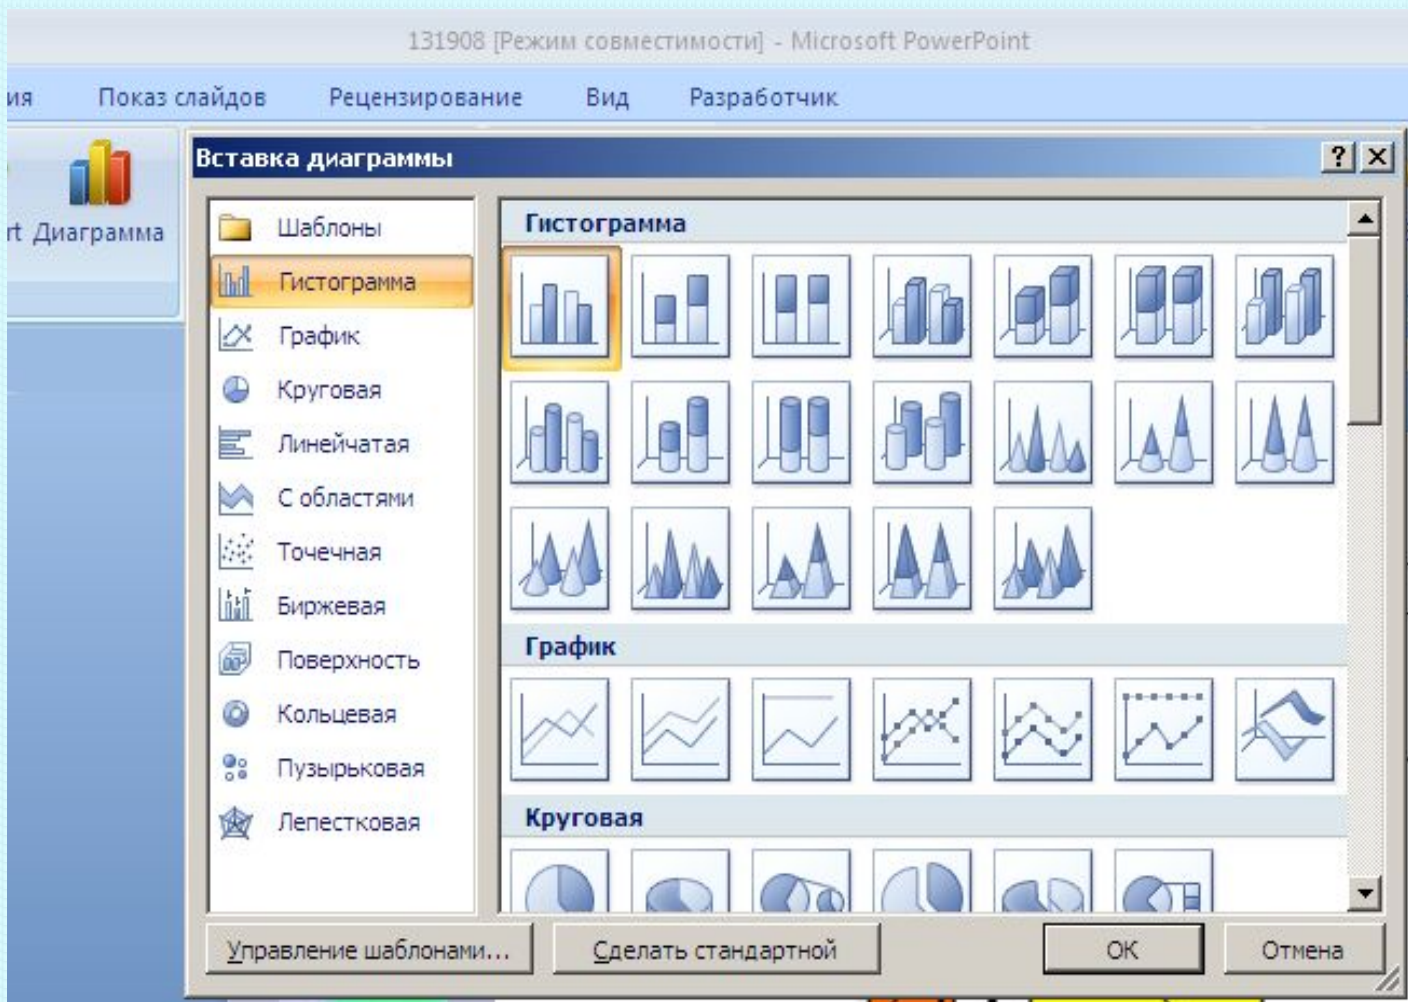 131908 [Режим совместимости] - Microsoft PowerPoint
ия Показ слайдов Рецензирование Вид Разработчик
Вставка диаграммы
rt Диаграмма
Шаблоны
Гистограмма
График
Круговая
Линейчатая
С областями
Точечная
Биржевая
Поверхность
Кольцевая
Пузырьковая
Лепестковая
Гистограмма
График
Круговая
Управление шаблонами...
Сделать стандартной
ОК
Отмена